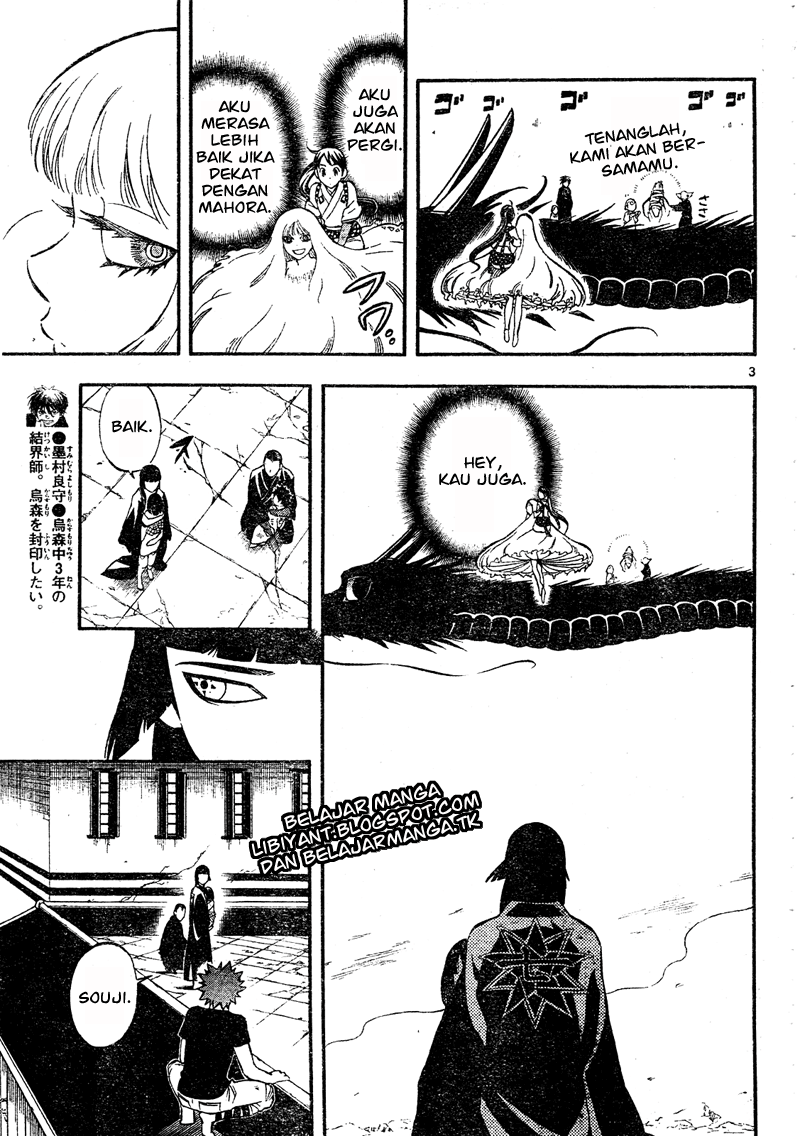 ゴ ゴ ゴ ゴ ゴ
TENANGLAH,
KAMI AKAN BER-
SAMAMU.
AKU
JUGA
AKAN
PERGI.
AKU
MERASA
LEBIH
BAIK JIKA
DEKAT
DENGAN
MAHORA.
3
HEY,
KAU JUGA.
BAIK.
●墨村良守●烏森中3年の
結界師。烏森を封印したい。
BELAJAR MANGA
LIBIYANT.BLOGSPOT.COM
DAN BELAJARMANGA.TK
SOUJI.